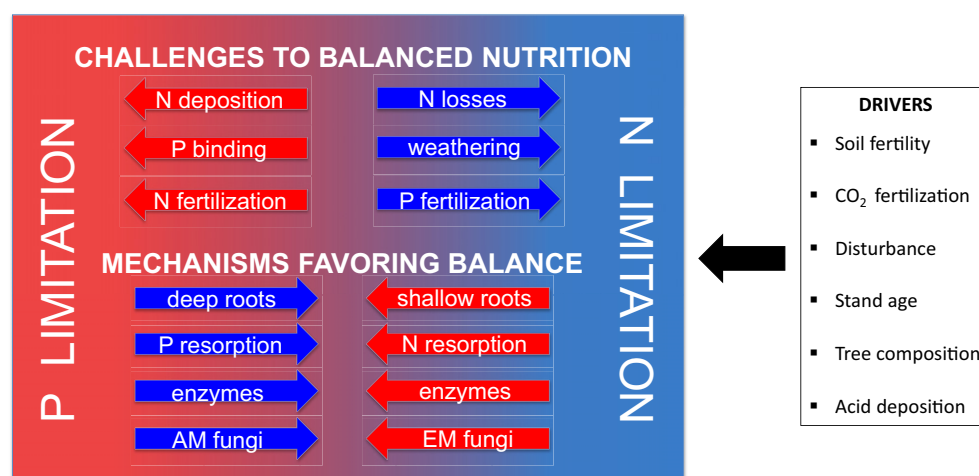 CHALLENGES TO BALANCED NUTRITION
N deposition
N losses
P binding
weathering
N fertilization
P fertilization
MECHANISMS FAVORING BALANCE
deep roots
shallow roots
P resorption
N resorption
enzymes
enzymes
AM fungi
EM fungi
P LIMITATION
N LIMITATION
DRIVERS
▪ Soil fertility
▪ CO₂ fertilization
▪ Disturbance
▪ Stand age
▪ Tree composition
▪ Acid deposition